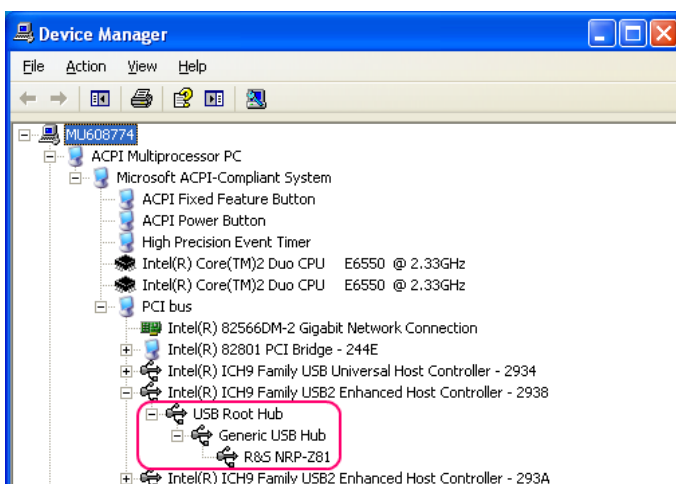 Device Manager
File Action View Help
MU608774
ACPI Multiprocessor PC
Microsoft ACPI-Compliant System
ACPI Fixed Feature Button
ACPI Power Button
High Precision Event Timer
Intel(R) Core(TM)2 Duo CPU E6550 @ 2.33GHz
Intel(R) Core(TM)2 Duo CPU E6550 @ 2.33GHz
PCI bus
Intel(R) 82566DM-2 Gigabit Network Connection
Intel(R) 82801 PCI Bridge - 244E
Intel(R) ICH9 Family USB Universal Host Controller - 2934
Intel(R) ICH9 Family USB2 Enhanced Host Controller - 2938
USB Root Hub
Generic USB Hub
R&S NRP-Z81
Intel(R) ICH9 Family USB2 Enhanced Host Controller - 293A